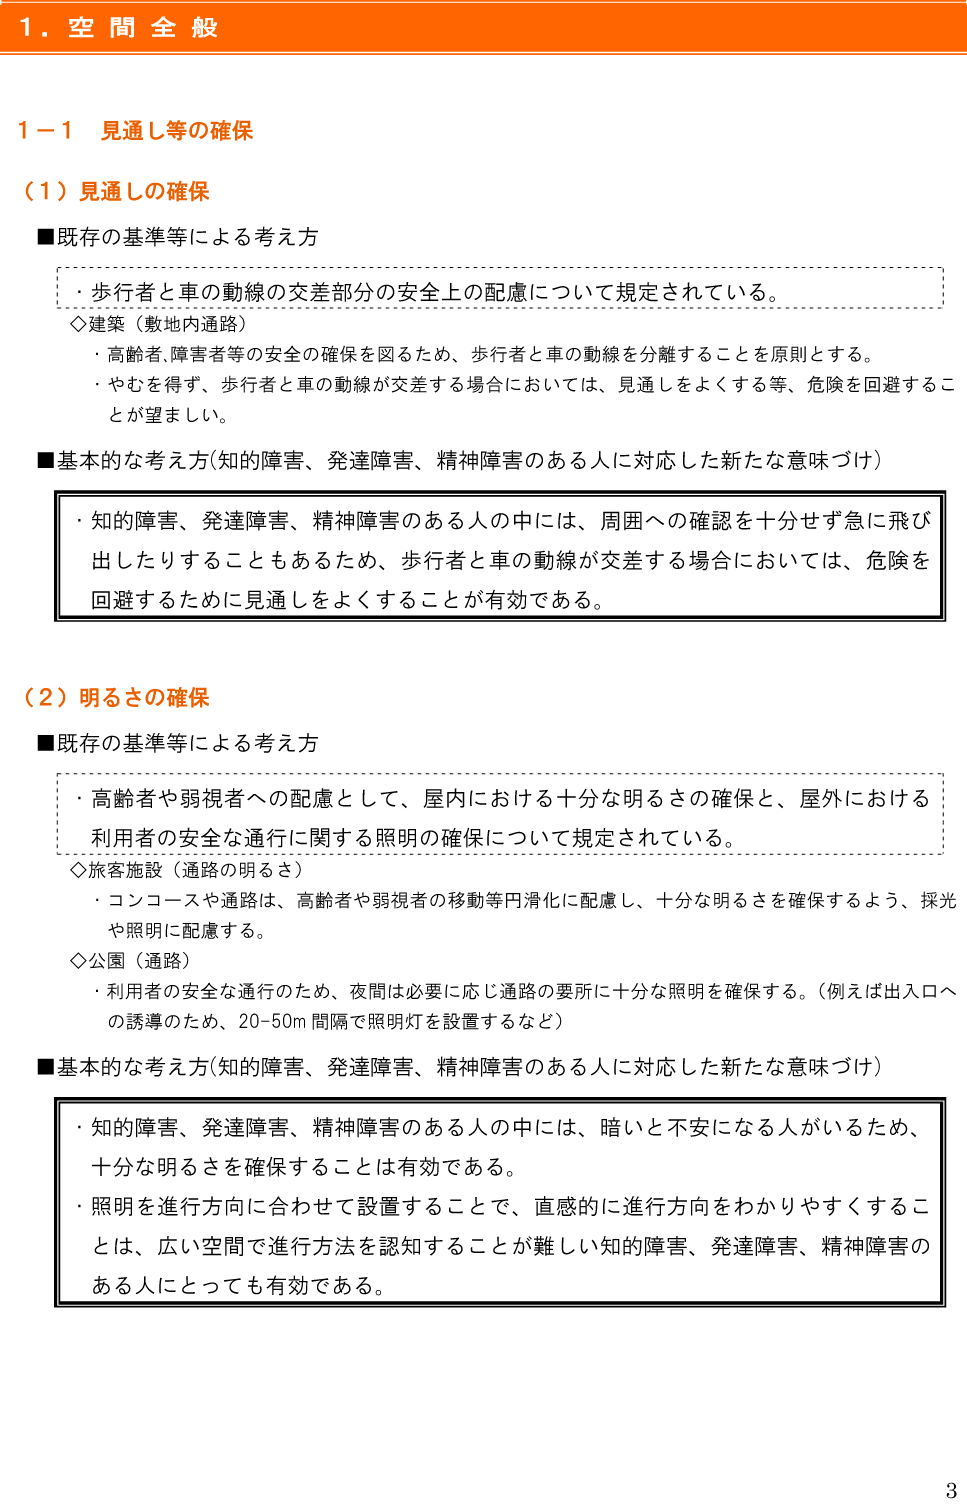 １．空 間 全 般
１－１　見通し等の確保
（１）見通しの確保
■既存の基準等による考え方
・歩行者と車の動線の交差部分の安全上の配慮について規定されている。
◇建築（敷地内通路）
・高齢者、障害者等の安全の確保を図るため、歩行者と車の動線を分離することを原則とする。
・やむを得ず、歩行者と車の動線が交差する場合においては、見通しをよくする等、危険を回避するこ
とが望ましい。
■基本的な考え方(知的障害、発達障害、精神障害のある人に対応した新たな意味づけ)
・知的障害、発達障害、精神障害のある人の中には、周囲への確認を十分せず急に飛び
出したりすることもあるため、歩行者と車の動線が交差する場合においては、危険を
回避するために見通しをよくすることが有効である。
（２）明るさの確保
■既存の基準等による考え方
・高齢者や弱視者への配慮として、屋内における十分な明るさの確保と、屋外における
利用者の安全な通行に関する照明の確保について規定されている。
◇旅客施設（通路の明るさ）
・コンコースや通路は、高齢者や弱視者の移動等円滑化に配慮し、十分な明るさを確保するよう、採光
や照明に配慮する。
◇公園（通路）
・利用者の安全な通行のため、夜間は必要に応じ通路の要所に十分な照明を確保する。（例えば出入口へ
の誘導のため、20-50m 間隔で照明灯を設置するなど）
■基本的な考え方(知的障害、発達障害、精神障害のある人に対応した新たな意味づけ)
・知的障害、発達障害、精神障害のある人の中には、暗いと不安になる人がいるため、
十分な明るさを確保することは有効である。
・照明を進行方向に合わせて設置することで、直感的に進行方向をわかりやすくするこ
とは、広い空間で進行方法を認知することが難しい知的障害、発達障害、精神障害の
ある人にとっても有効である。
3